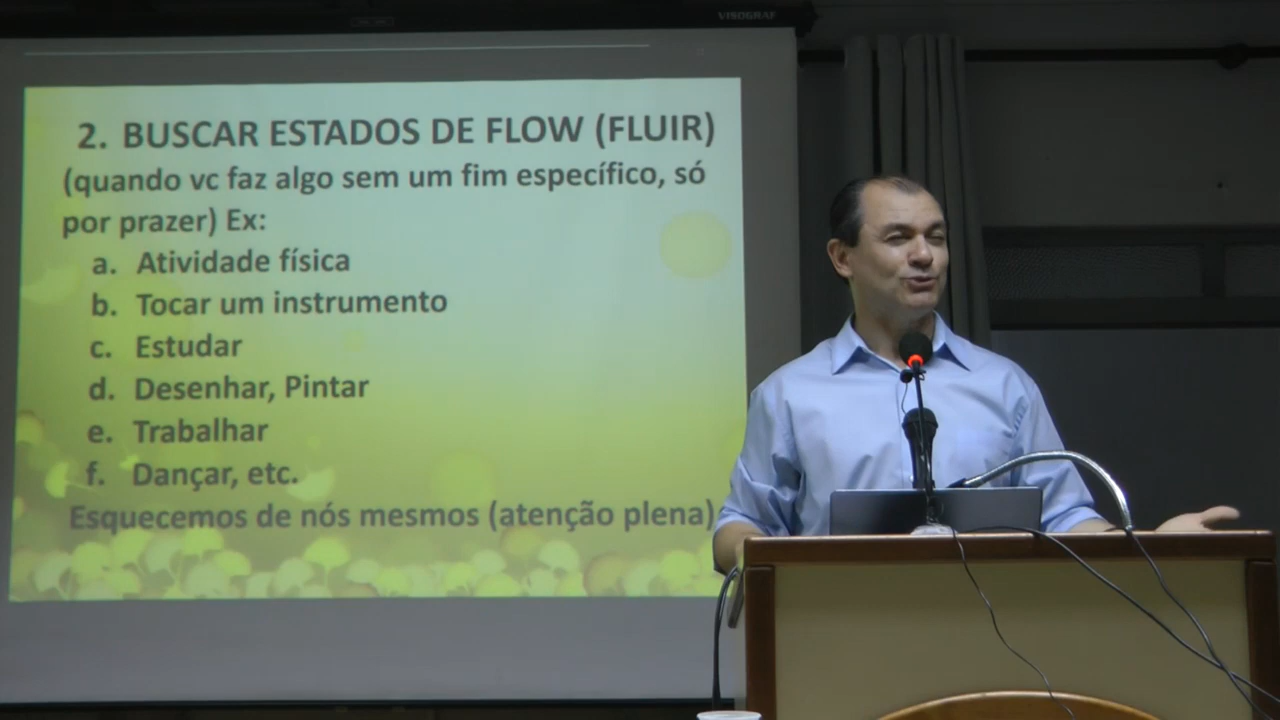 VISOGRAF
2. BUSCAR ESTADOS DE FLOW (FLUIR)
(quando vc faz algo sem um fim específico, só
por prazer) Ex:
a. Atividade física
b. Tocar um instrumento
c. Estudar
d. Desenhar, Pintar
e. Trabalhar
f. Dançar, etc.
Esquecemos de nós mesmos (atenção plena)